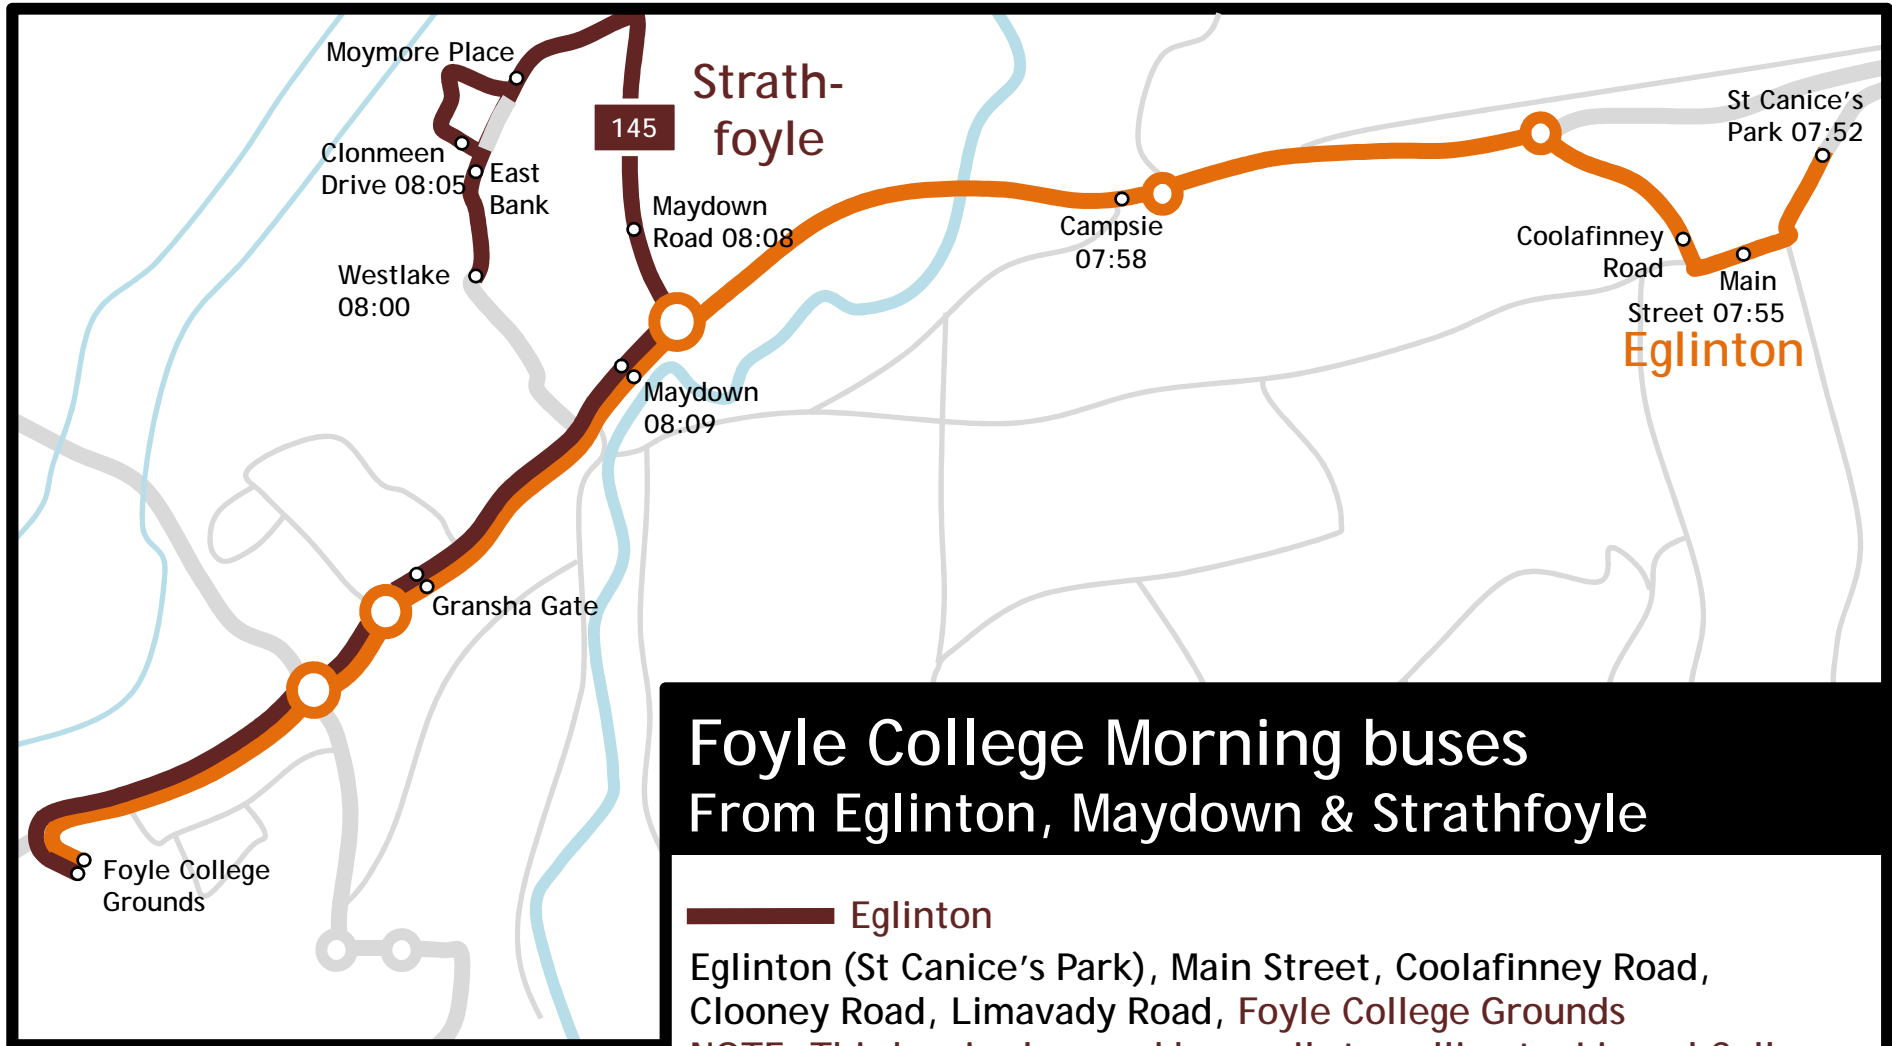 Moymore Place
Strath-
foyle
145
Clonmeen
Drive 08:05
East
Bank
Maydown
Road 08:08
Westlake
08:00
Maydown
08:09
Gransha Gate
Foyle College
Grounds
Campsie
07:58
St Canice's
Park 07:52
Coolafinney
Road
Main
Street 07:55
Eglinton
Foyle College Morning buses
From Eglinton, Maydown & Strathfoyle
Eglinton
Eglinton (St Canice's Park), Main Street, Coolafinney Road,
Clooney Road, Limavady Road, Foyle College Grounds